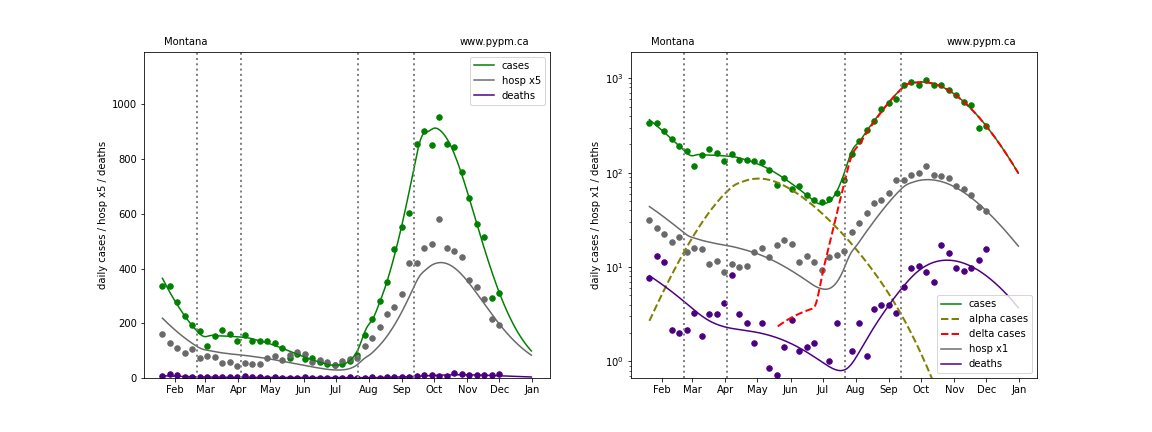 Montana www.pypm.ca
cases
hosp x5
deaths
daily cases / hosp x5 / deaths
1000
800
600
400
200
0
Feb Mar Apr May Jun Jul Aug Sep Oct Nov Dec Jan
Montana www.pypm.ca
daily cases / hosp x1 / deaths
10³
10²
10¹
10⁰
cases
alpha cases
delta cases
hosp x1
deaths
Feb Mar Apr May Jun Jul Aug Sep Oct Nov Dec Jan